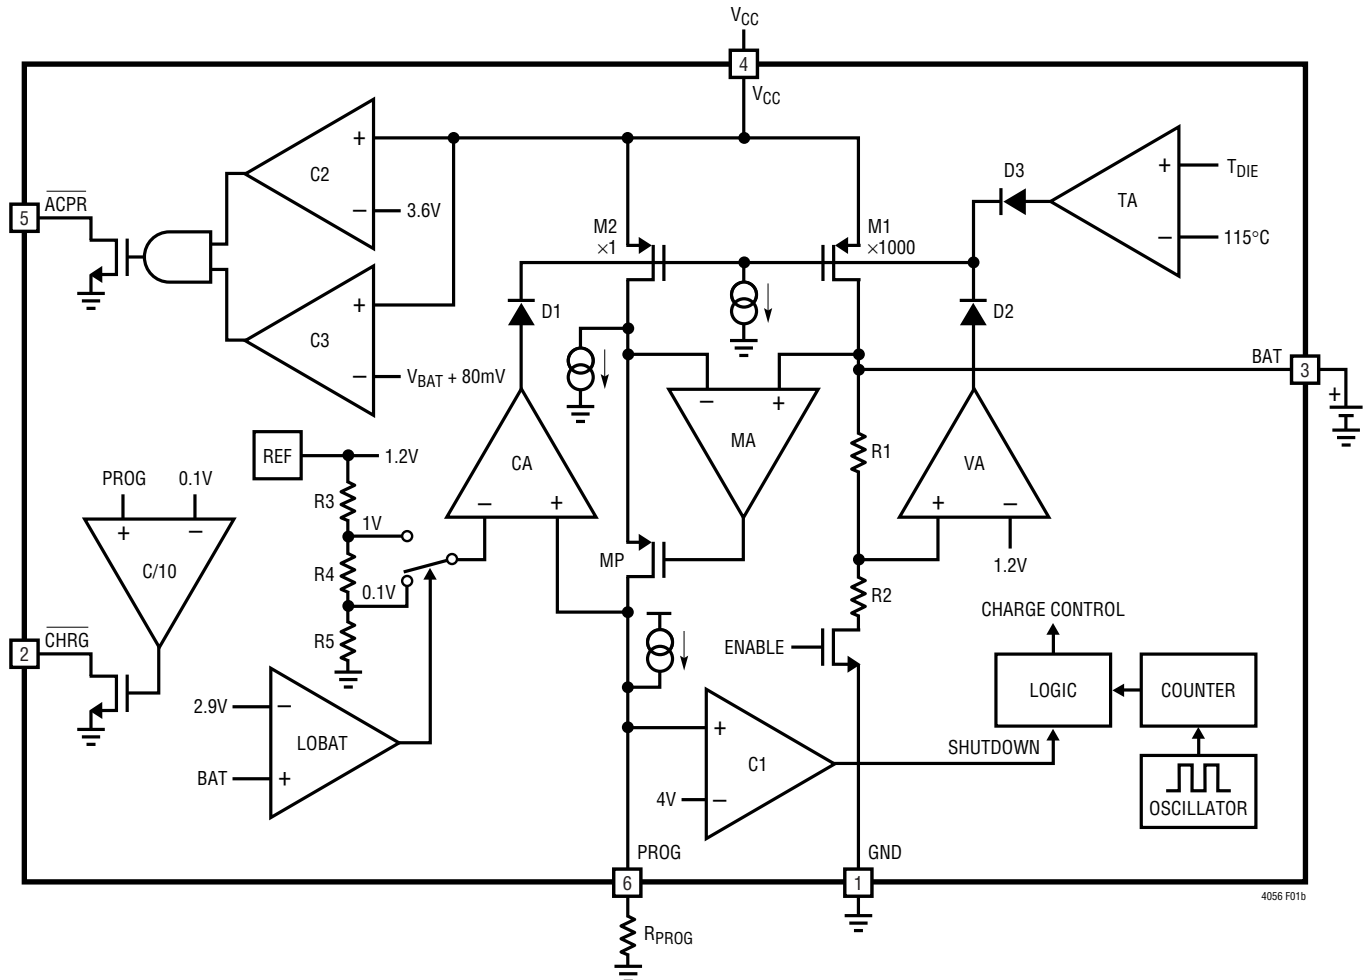 VCC
4
VCC
+
C2
−
3.6V
D3
+
TDIE
TA
−
115°C
5
ACPR
M2
×1
M1
×1000
+
C3
−
VBAT + 80mV
D1
D2
BAT
3
+
−
+
MA
REF
1.2V
CA
−
+
R1
VA
+
−
1.2V
PROG
0.1V
+
−
C/10
R3
1V
R4
0.1V
R5
MP
R2
CHARGE CONTROL
2
CHRG
ENABLE
LOGIC
COUNTER
2.9V
−
LOBAT
BAT
+
+
C1
4V
−
SHUTDOWN
OSCILLATOR
PROG
6
GND
1
4056 F01b
RPROG